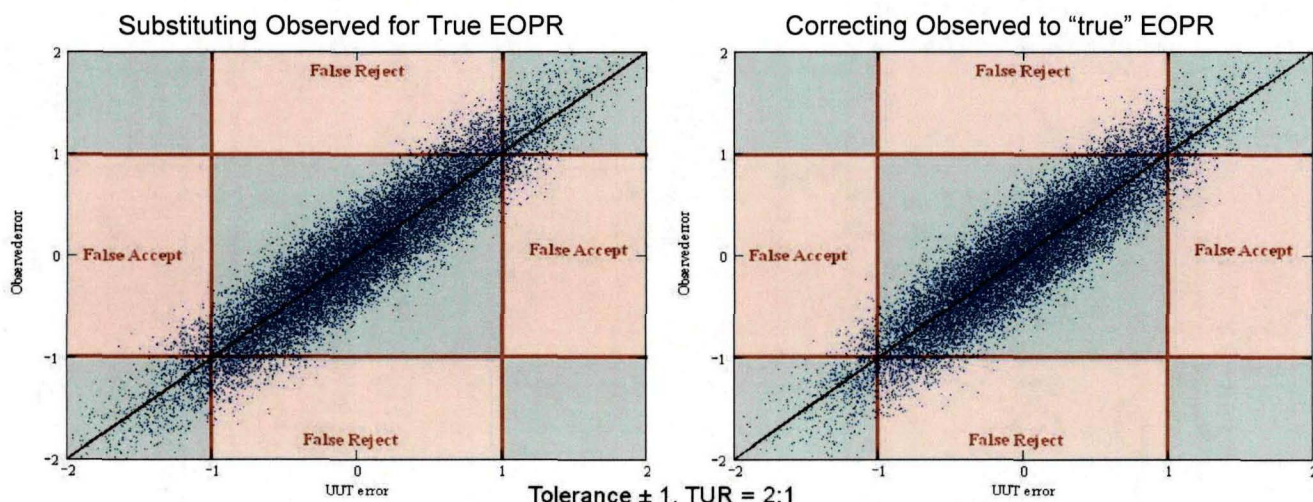 Substituting Observed for True EOPR
2
False Reject
1
Observed error
0
False Accept
False Accept
-1
False Reject
-2
-2
-1
0
1
2
UUT error
Correcting Observed to “true” EOPR
2
False Reject
1
Observed error
0
False Accept
False Accept
-1
False Reject
-2
-2
-1
0
1
2
UUT error
Tolerance ± 1, TUR = 2:1